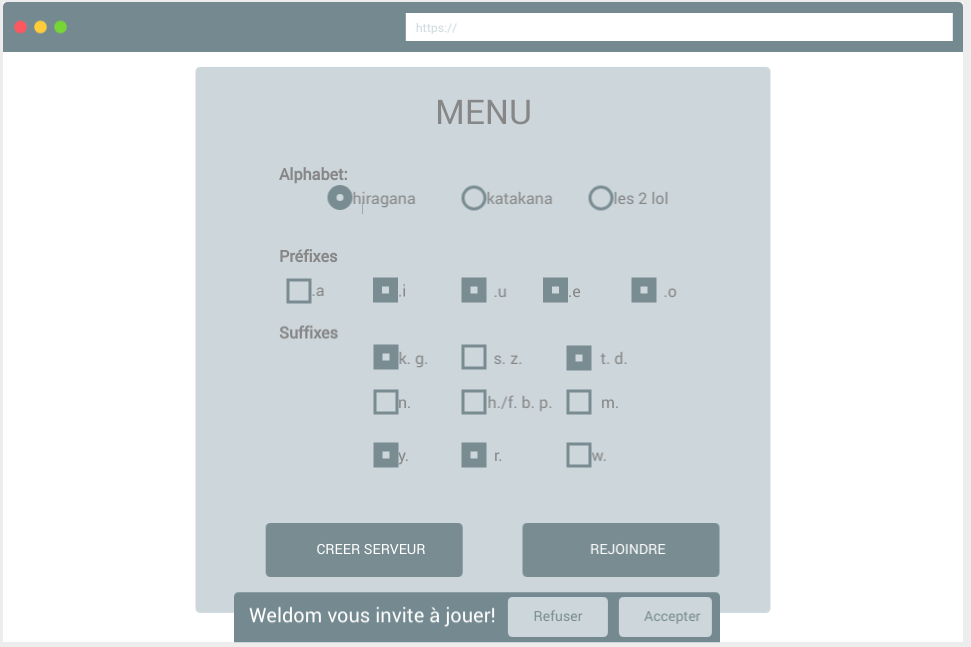 https://
MENU
Alphabet:
hiragana katakana les 2 lol
Préfixes
.a .i .u .e .o
Suffixes
k. g. s. z. t. d.
n. h./f. b. p. m.
y. r. w.
CREER SERVEUR REJOINDRE
Weldom vous invite à jouer! Refuser Accepter